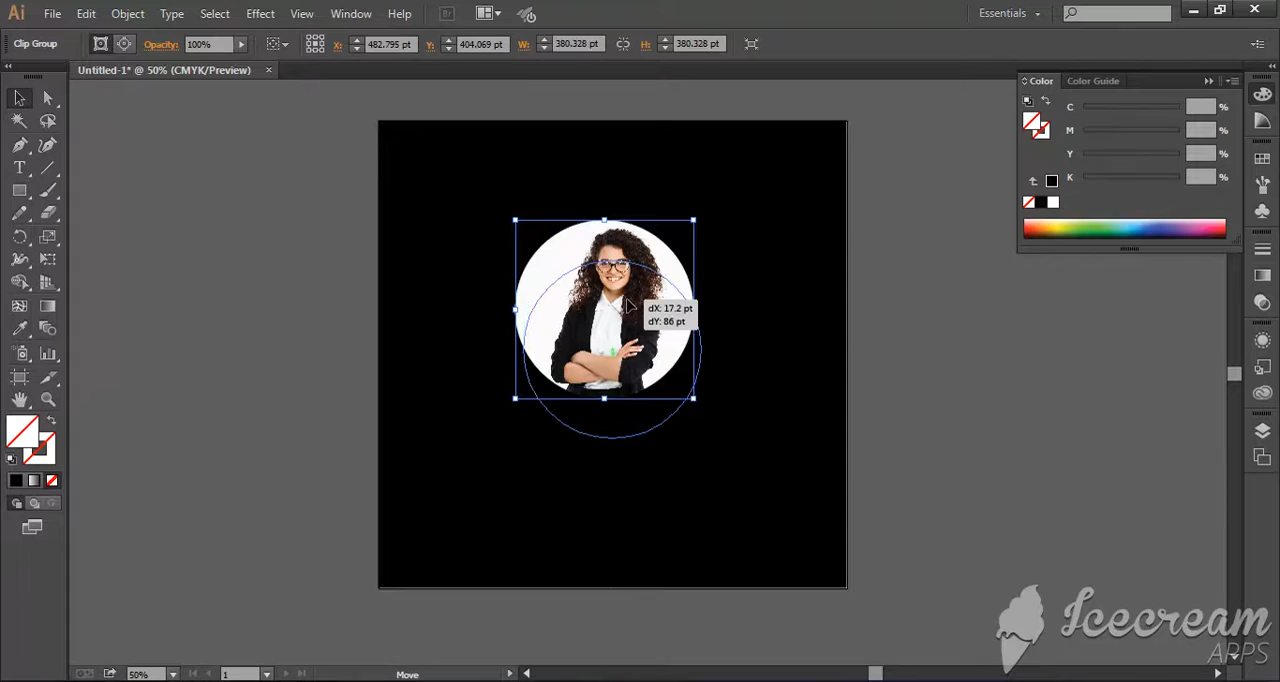 Ai File Edit Object Type Select Effect View Window Help Br Essentials
Clip Group Opacity: 100% X: 482.795 pt Y: 404.069 pt W: 380.328 pt H: 380.328 pt
Untitled-1* @ 50% (CMYK/Preview) ×
Color Color Guide
C %
M %
Y %
K %
T
dX: 17.2 pt
dY: 86 pt
Icecream
APPS
50% 1 Move